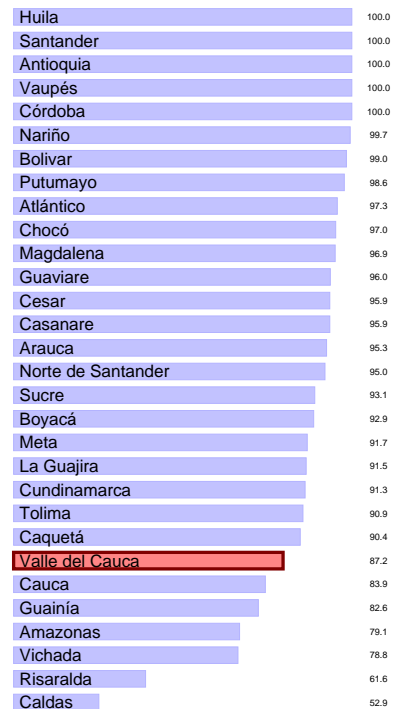 Huila 100.0
Santander 100.0
Antioquia 100.0
Vaupés 100.0
Córdoba 100.0
Nariño 99.7
Bolivar 99.0
Putumayo 98.6
Atlántico 97.3
Chocó 97.0
Magdalena 96.9
Guaviare 96.0
Cesar 95.9
Casanare 95.9
Arauca 95.3
Norte de Santander 95.0
Sucre 93.1
Boyacá 92.9
Meta 91.7
La Guajira 91.5
Cundinamarca 91.3
Tolima 90.9
Caquetá 90.4
Valle del Cauca 87.2
Cauca 83.9
Guainía 82.6
Amazonas 79.1
Vichada 78.8
Risaralda 61.6
Caldas 52.9